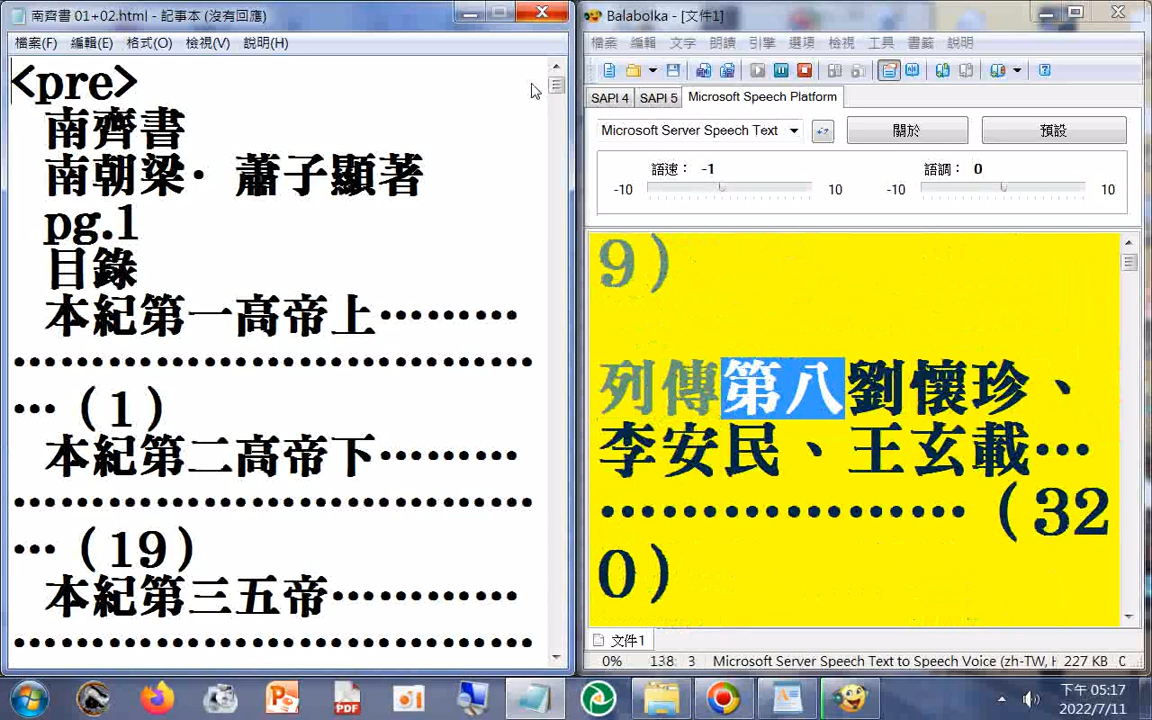 南齊書 01+02.html - 記事本 (沒有回應)
檔案(F) 編輯(E) 格式(O) 檢視(V) 說明(H)
<pre>
南齊書
南朝梁· 蕭子顯著
pg.1
目錄
本紀第一高帝上………
………………………………
…（1）
本紀第二高帝下………
………………………………
…（19）
本紀第三五帝…………
………………………………
Balabolka - [文件1]
檔案 編輯 文字 朗讀 引擎 選項 檢視 工具 書籤 說明
SAPI 4 SAPI 5 Microsoft Speech Platform
Microsoft Server Speech Text 關於 預設
語速： -1 語調： 0
-10 10 -10 10
9）
列傳第八劉懷珍、
李安民、王玄載…
………………（32
0）
文件1
0% 138: 3 Microsoft Server Speech Text to Speech Voice (zh-TW, H 227 KB C
下午 05:17
2022/7/11